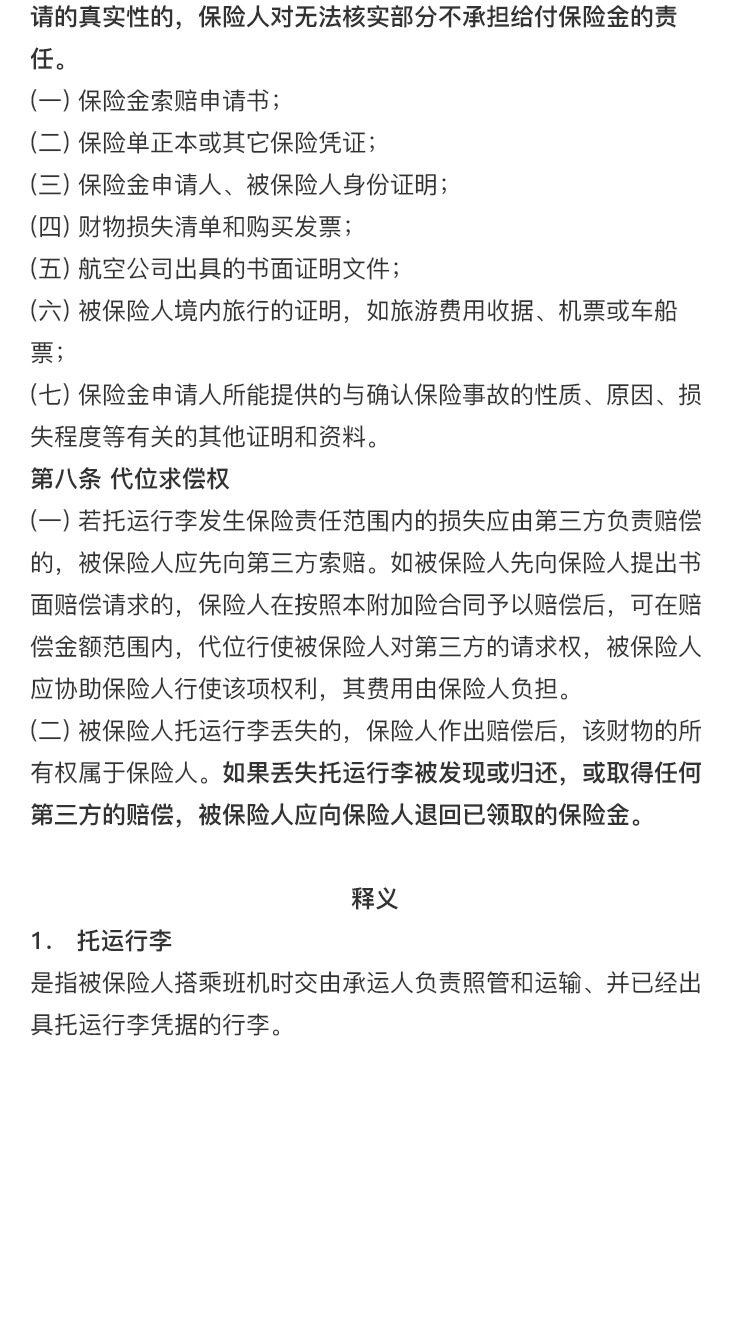 请的真实性的，保险人对无法核实部分不承担给付保险金的责
任。
(一) 保险金索赔申请书；
(二) 保险单正本或其它保险凭证；
(三) 保险金申请人、被保险人身份证明；
(四) 财物损失清单和购买发票；
(五) 航空公司出具的书面证明文件；
(六) 被保险人境内旅行的证明，如旅游费用收据、机票或车船
票；
(七) 保险金申请人所能提供的与确认保险事故的性质、原因、损
失程度等有关的其他证明和资料。
第八条 代位求偿权
(一) 若托运行李发生保险责任范围内的损失应由第三方负责赔偿
的，被保险人应先向第三方索赔。如被保险人先向保险人提出书
面赔偿请求的，保险人在按照本附加险合同予以赔偿后，可在赔
偿金额范围内，代位行使被保险人对第三方的请求权，被保险人
应协助保险人行使该项权利，其费用由保险人负担。
(二) 被保险人托运行李丢失的，保险人作出赔偿后，该财物的所
有权属于保险人。如果丢失托运行李被发现或归还，或取得任何
第三方的赔偿，被保险人应向保险人退回已领取的保险金。
释义
1. 托运行李
是指被保险人搭乘班机时交由承运人负责照管和运输、并已经出
具托运行李凭据的行李。